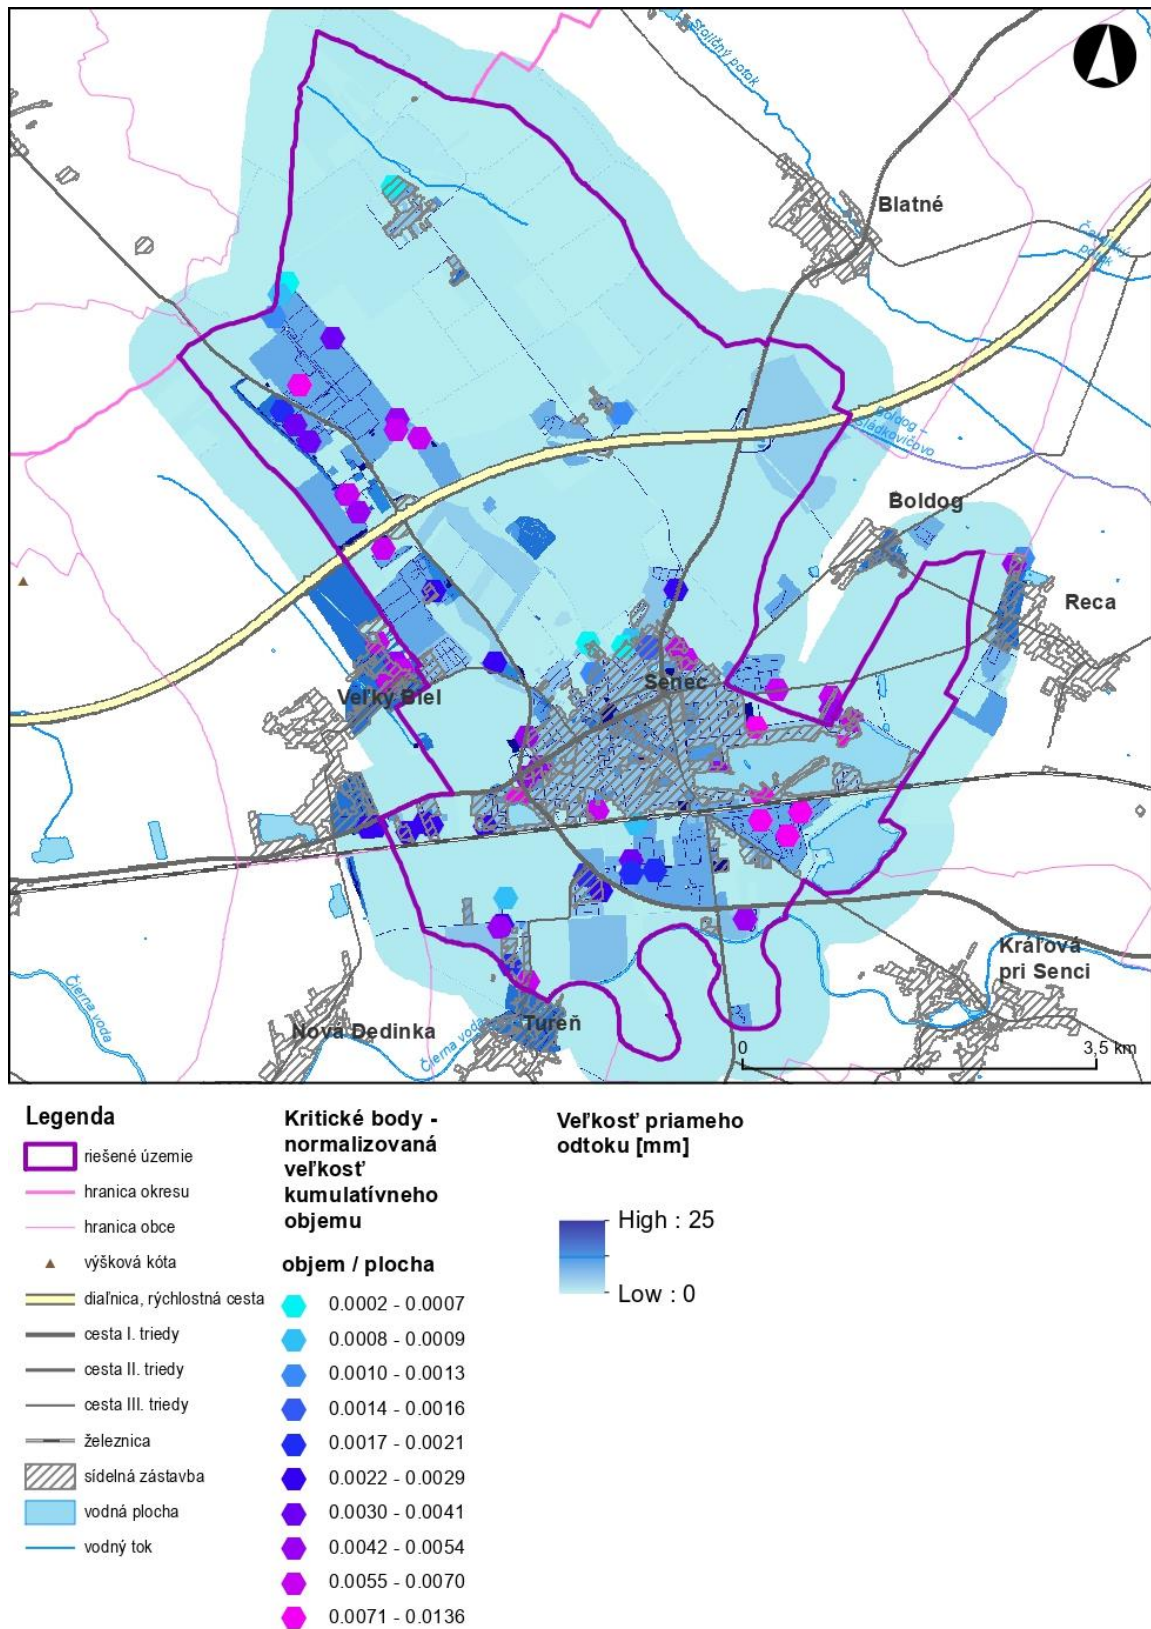 Stoličný potok
Blatné
Čataljský
potok
Boldog –
Sládkovičovo
Boldog
Reca
Senec
Veľký Biel
Kráľová
pri Senci
Čierna voda
Nová Dedinka
Čierna voda
Tureň
0
3,5 km
Legenda
riešené územie
hranica okresu
hranica obce
výšková kóta
diaľnica, rýchlostná cesta
cesta I. triedy
cesta II. triedy
cesta III. triedy
železnica
sídelná zástavba
vodná plocha
vodný tok
Kritické body -
normalizovaná
veľkosť
kumulatívneho
objemu
objem / plocha
0.0002 - 0.0007
0.0008 - 0.0009
0.0010 - 0.0013
0.0014 - 0.0016
0.0017 - 0.0021
0.0022 - 0.0029
0.0030 - 0.0041
0.0042 - 0.0054
0.0055 - 0.0070
0.0071 - 0.0136
Veľkosť priameho
odtoku [mm]
High : 25
Low : 0